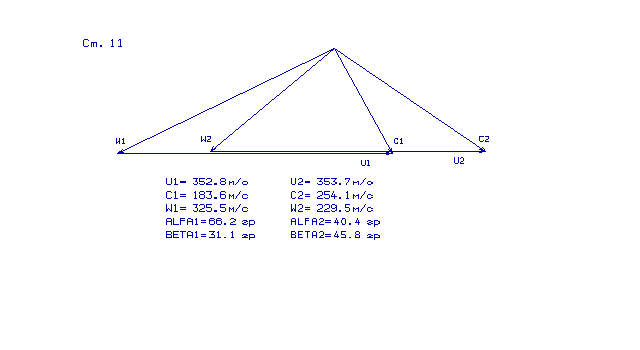 Ст. 11
W1 W2 C1 C2
U1 U2
U1= 352.8м/с U2= 353.7м/с
C1= 183.6м/с C2= 254.1м/с
W1= 325.5м/с W2= 229.5м/с
ALFA1=66.2 гр ALFA2=40.4 гр
BETA1=31.1 гр BETA2=45.8 гр